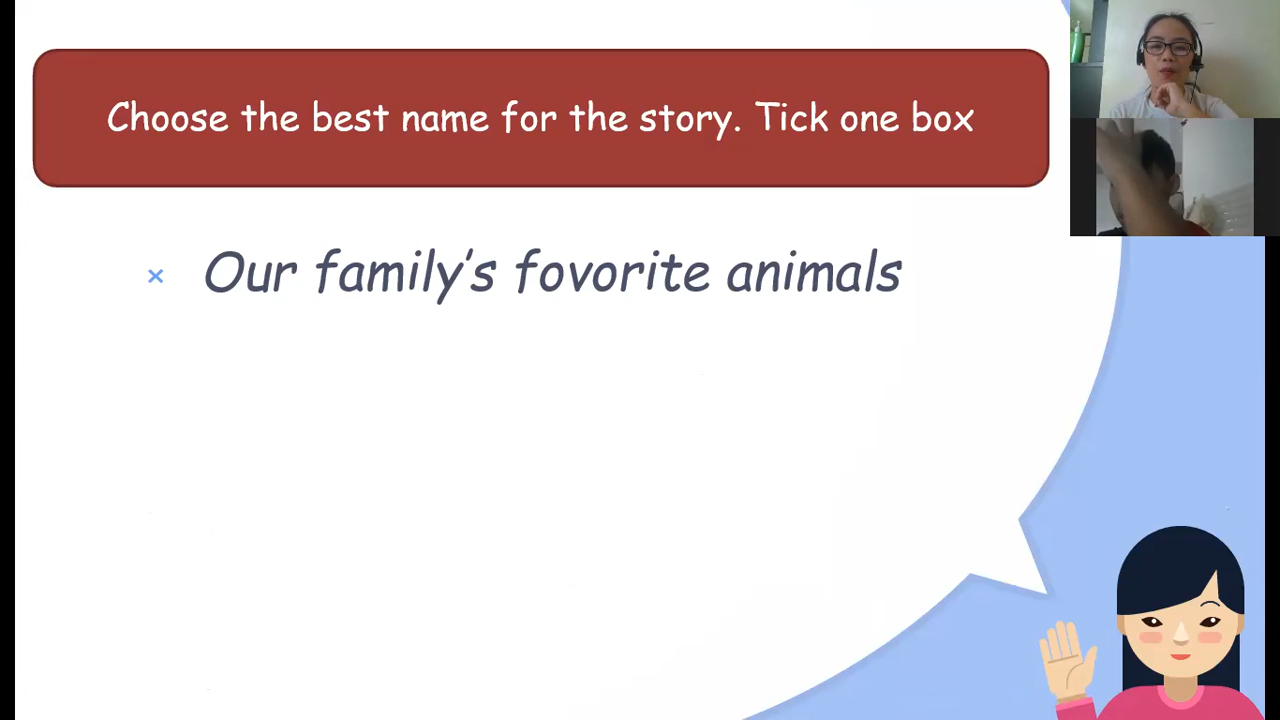 Choose the best name for the story. Tick one box
× Our family's fovorite animals